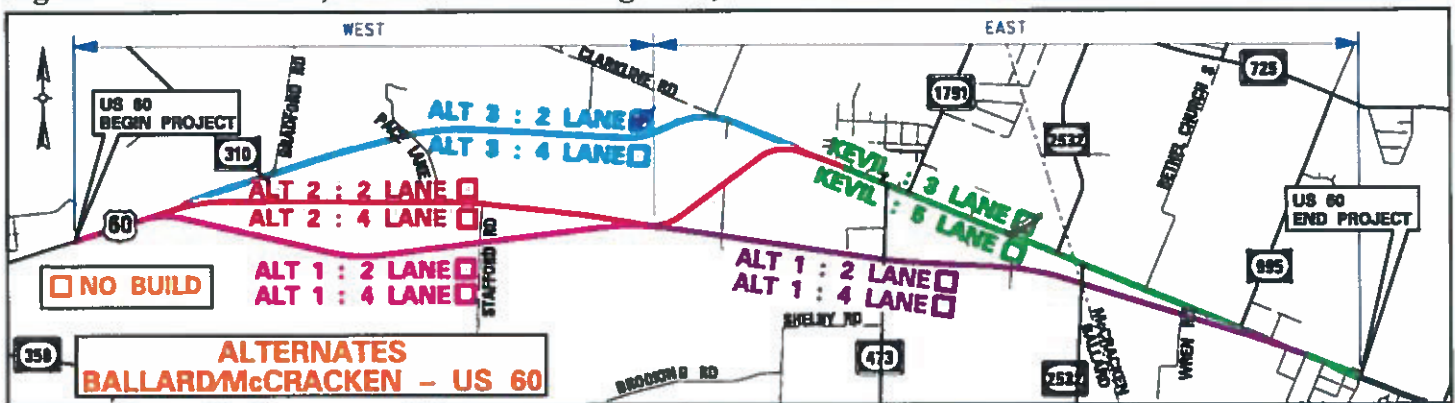 WEST
EAST
US 60
BEGIN PROJECT
310
BRADFORD RD
PACE LANE
CLARKLINE RD
ALT 3 : 2 LANE
ALT 3 : 4 LANE
1791
2532
BETHEL CHURCH S
725
KEVIL : 3 LANE
KEVIL : 5 LANE
ALT 2 : 2 LANE
ALT 2 : 4 LANE
60
US 60
END PROJECT
995
NO BUILD
ALT 1 : 2 LANE
ALT 1 : 4 LANE
STAFFORD RD
ALT 1 : 2 LANE
ALT 1 : 4 LANE
SHELBY RD
358
ALTERNATES
BALLARD/McCRACKEN - US 60
BROOKING RD
473
2532
McCRACKEN
BALLARD
WREN RD